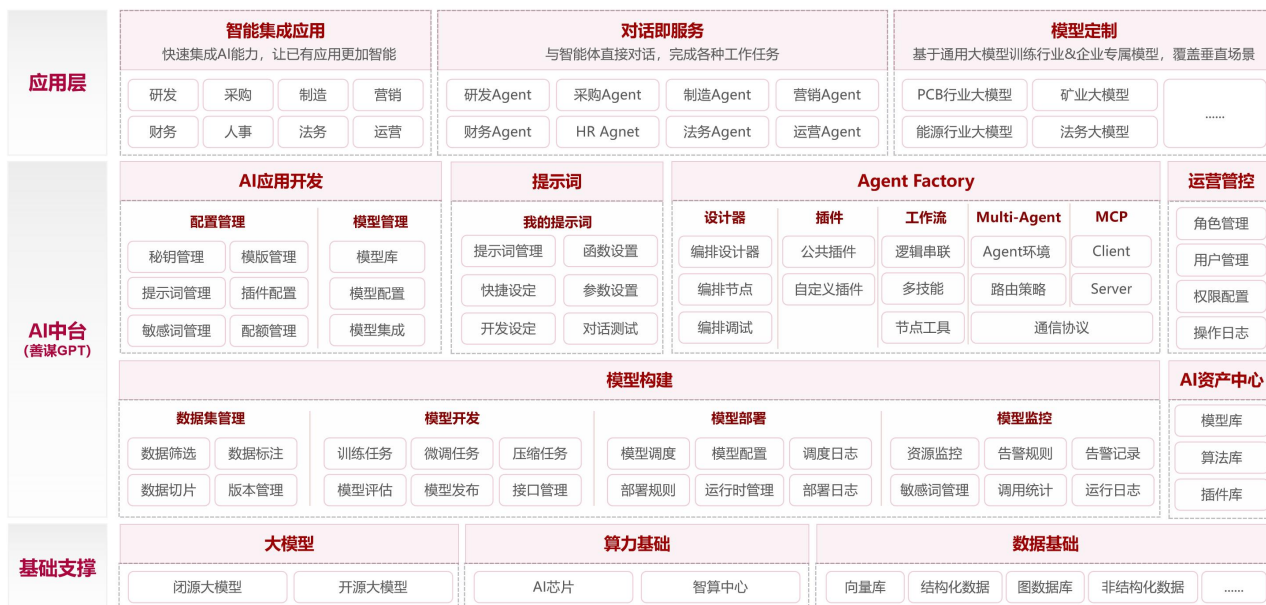 应用层
智能集成应用
快速集成AI能力，让已有应用更加智能
研发 采购 制造 营销
财务 人事 法务 运营
对话即服务
与智能体直接对话，完成各种工作任务
研发Agent 采购Agent 制造Agent 营销Agent
财务Agent HR Agnet 法务Agent 运营Agent
模型定制
基于通用大模型训练行业&企业专属模型，覆盖垂直场景
PCB行业大模型 矿业大模型
能源行业大模型 法务大模型
......
AI中台
(善谋GPT)
AI应用开发
配置管理
秘钥管理 模版管理
提示词管理 插件配置
敏感词管理 配额管理
模型管理
模型库
模型配置
模型集成
提示词
我的提示词
提示词管理 函数设置
快捷设定 参数设置
开发设定 对话测试
Agent Factory
设计器
编排设计器
编排节点
编排调试
插件
公共插件
自定义插件
工作流
逻辑串联
多技能
节点工具
Multi-Agent
Agent环境
路由策略
MCP
Client
Server
通信协议
运营管控
角色管理
用户管理
权限配置
操作日志
模型构建
数据集管理
数据筛选 数据标注
数据切片 版本管理
模型开发
训练任务 微调任务 压缩任务
模型评估 模型发布 接口管理
模型部署
模型调度 模型配置 调度日志
部署规则 运行时管理 部署日志
模型监控
资源监控 告警规则 告警记录
敏感词管理 调用统计 运行日志
AI资产中心
模型库
算法库
插件库
基础支撑
大模型
闭源大模型 开源大模型
算力基础
AI芯片 智算中心
数据基础
向量库 结构化数据 图数据库 非结构化数据 ......